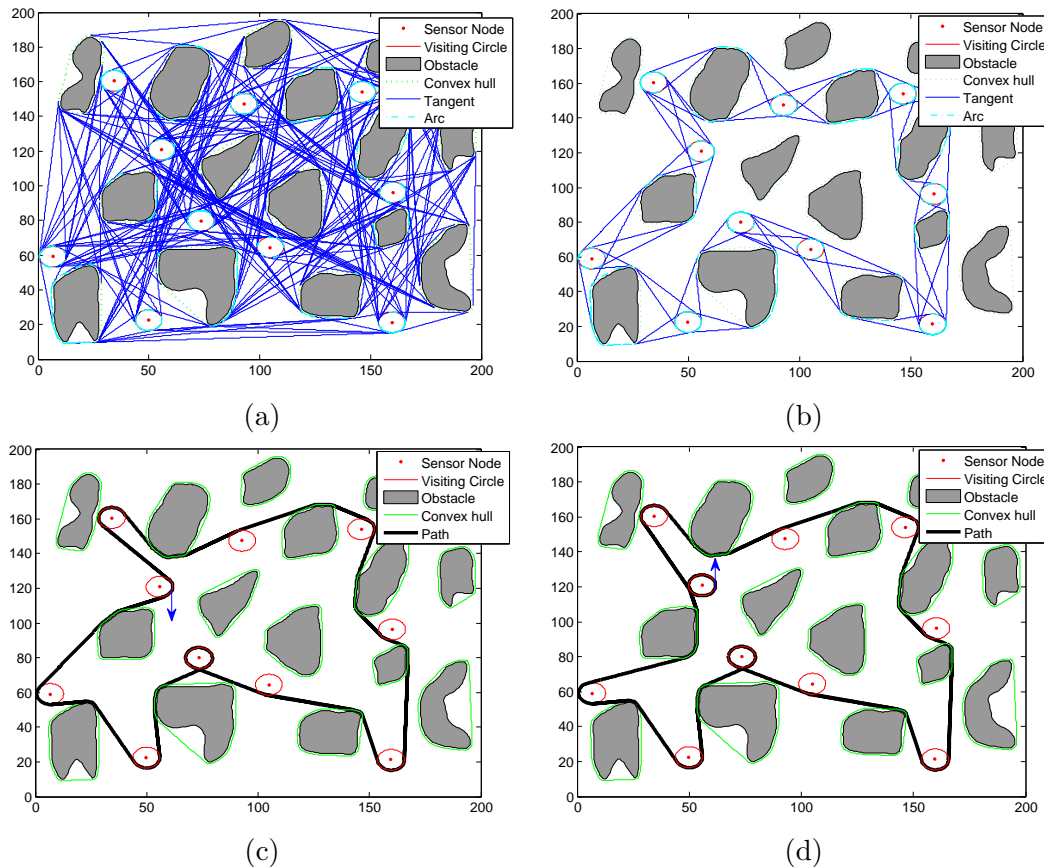 200
180
160
140
120
100
80
60
40
20
0
0 50 100 150 200
Sensor Node
Visiting Circle
Obstacle
Convex hull
Tangent
Arc
(a)
200
180
160
140
120
100
80
60
40
20
0
0 50 100 150 200
Sensor Node
Visiting Circle
Obstacle
Convex hull
Tangent
Arc
(b)
200
180
160
140
120
100
80
60
40
20
0
0 50 100 150 200
Sensor Node
Visiting Circle
Obstacle
Convex hull
Path
(c)
200
180
160
140
120
100
80
60
40
20
0
0 50 100 150 200
Sensor Node
Visiting Circle
Obstacle
Convex hull
Path
(d)